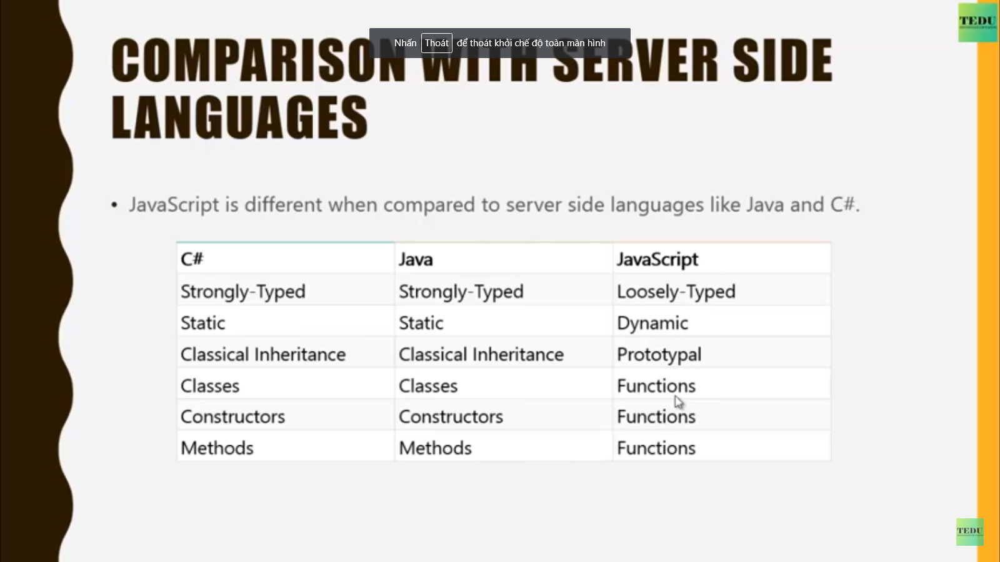 TEDU
Nhấn Thoát để thoát khỏi chế độ toàn màn hình
COMPARISON WITH SERVER SIDE
LANGUAGES
• JavaScript is different when compared to server side languages like Java and C#.
C# Java JavaScript
Strongly-Typed Strongly-Typed Loosely-Typed
Static Static Dynamic
Classical Inheritance Classical Inheritance Prototypal
Classes Classes Functions
Constructors Constructors Functions
Methods Methods Functions
TEDU